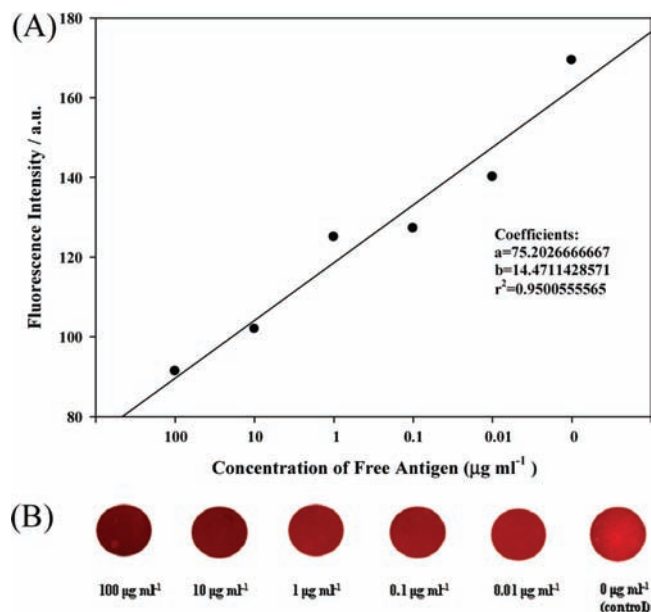 (A)
180
160
140
120
100
80
Fluorescence Intensity / a.u.
Coefficients:
a=75.2026666667
b=14.4711428571
r²=0.9500555565
100 10 1 0.1 0.01 0
Concentration of Free Antigen (µg ml⁻¹ )
(B)
100 µg ml⁻¹ 10 µg ml⁻¹ 1 µg ml⁻¹ 0.1 µg ml⁻¹ 0.01 µg ml⁻¹ 0 µg ml⁻¹
(control)